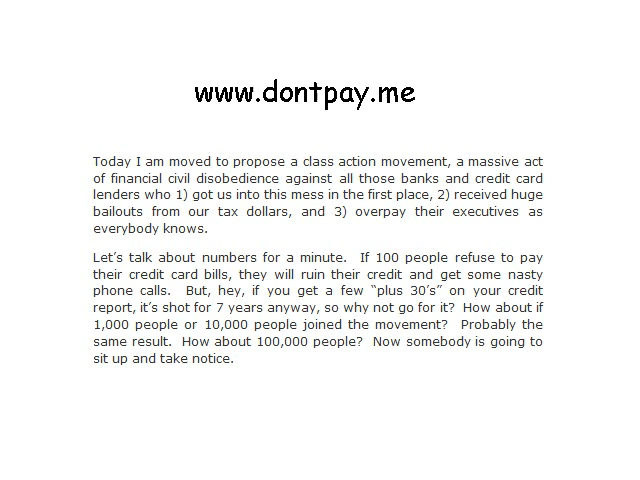 www.dontpay.me
Today I am moved to propose a class action movement, a massive act
of financial civil disobedience against all those banks and credit card
lenders who 1) got us into this mess in the first place, 2) received huge
bailouts from our tax dollars, and 3) overpay their executives as
everybody knows.
Let’s talk about numbers for a minute.  If 100 people refuse to pay
their credit card bills, they will ruin their credit and get some nasty
phone calls.  But, hey, if you get a few “plus 30’s” on your credit
report, it’s shot for 7 years anyway, so why not go for it?  How about if
1,000 people or 10,000 people joined the movement?  Probably the
same result.  How about 100,000 people?  Now somebody is going to
sit up and take notice.